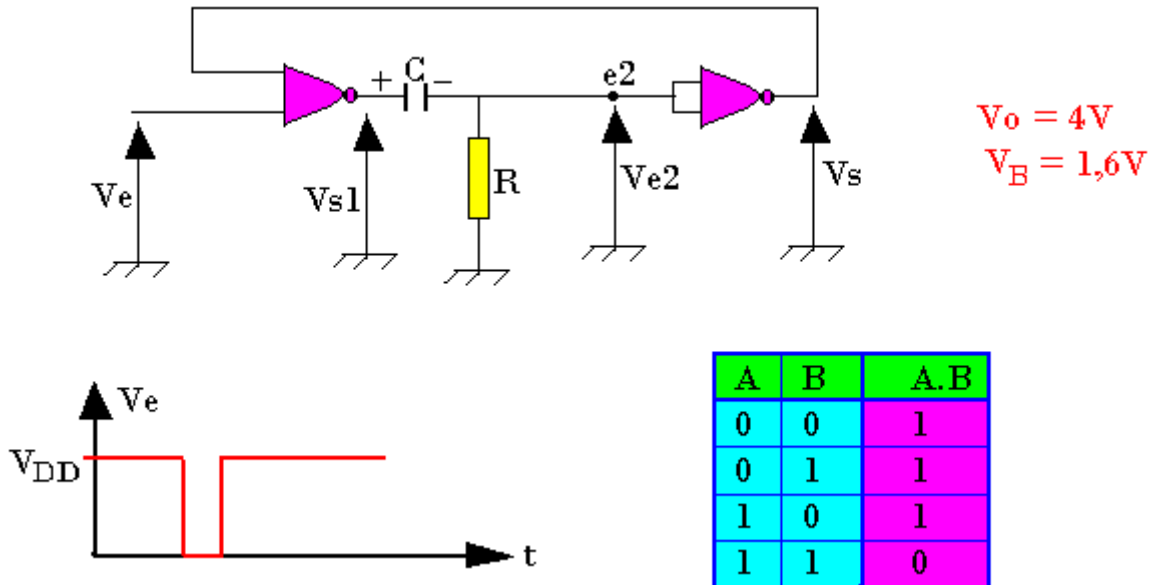 + C −
e2
Ve
Vs1
R
Ve2
Vs
Vo = 4V
VB = 1,6V
Ve
VDD
t
A B A.B
0 0 1
0 1 1
1 0 1
1 1 0